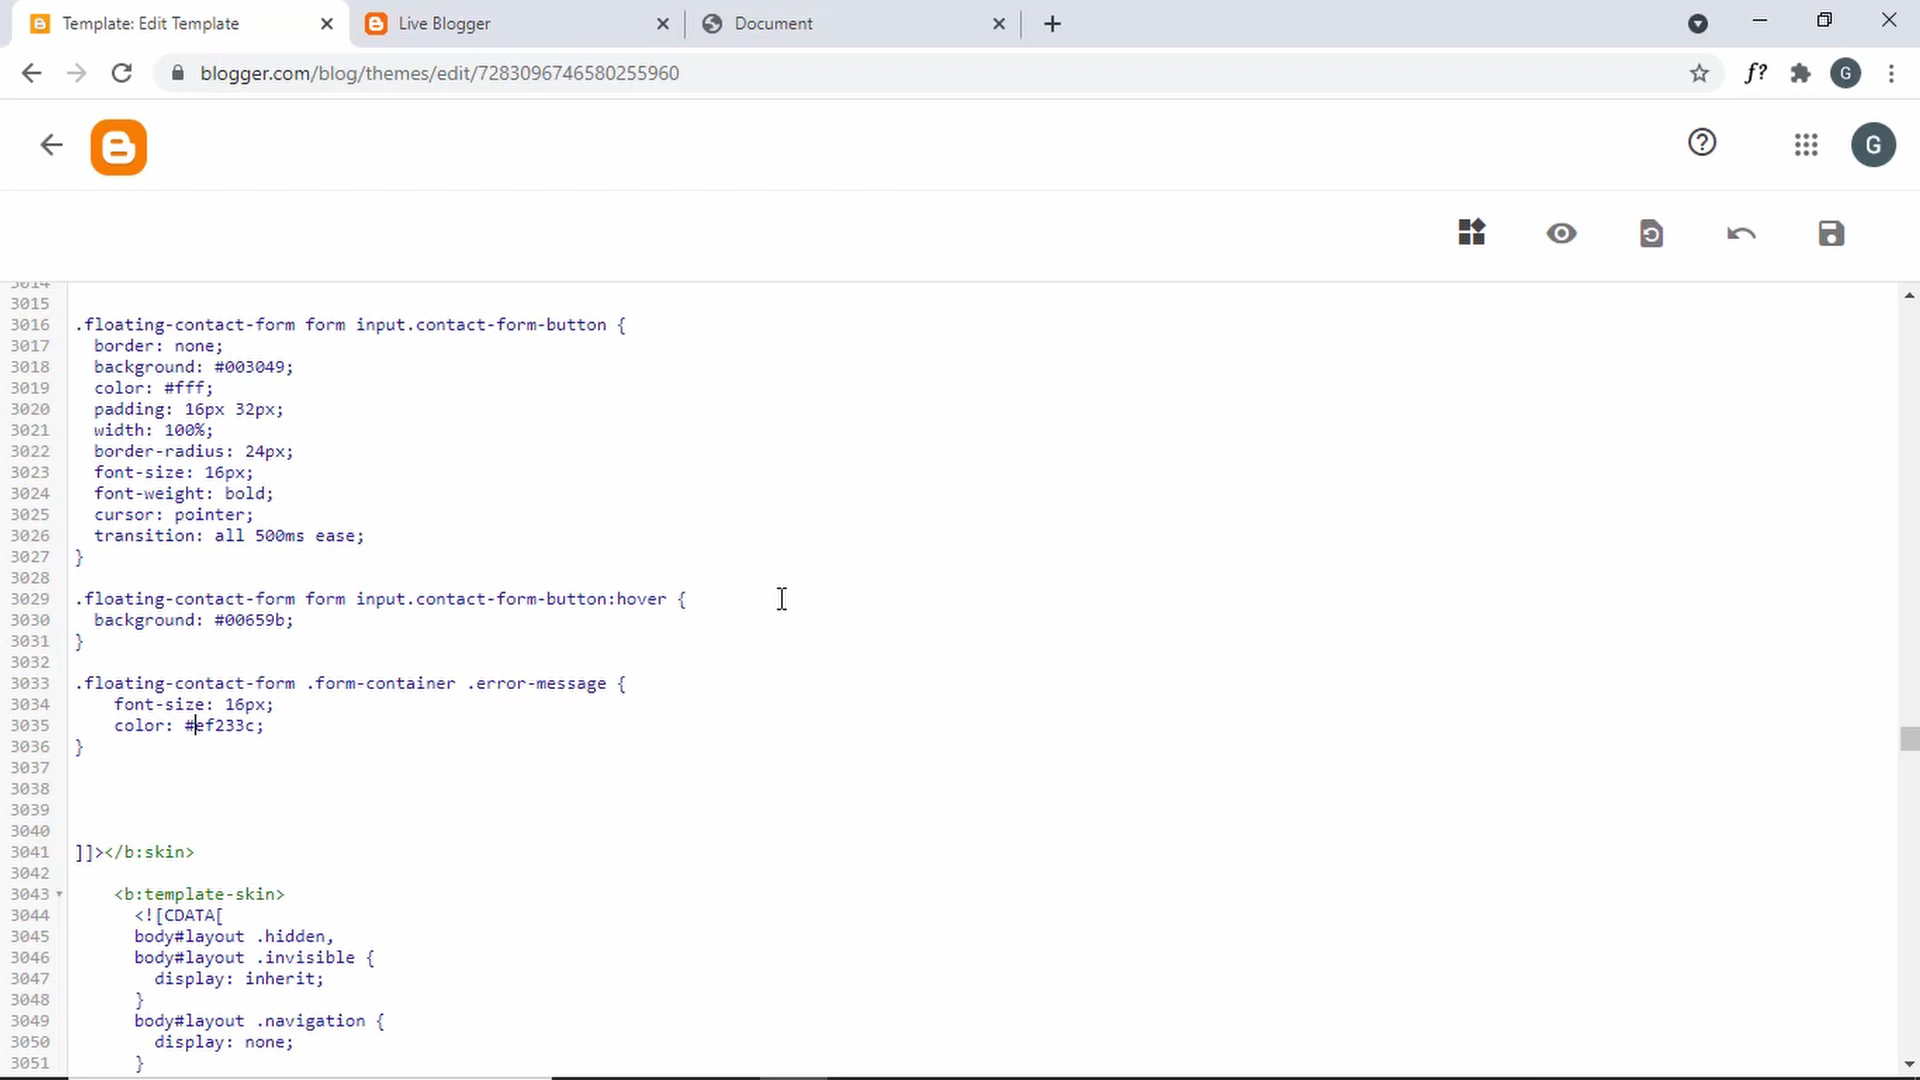 Template: Edit Template
Live Blogger
Document
blogger.com/blog/themes/edit/7283096746580255960
f?
G
G
3014
3015
3016 .floating-contact-form form input.contact-form-button {
3017 border: none;
3018 background: #003049;
3019 color: #fff;
3020 padding: 16px 32px;
3021 width: 100%;
3022 border-radius: 24px;
3023 font-size: 16px;
3024 font-weight: bold;
3025 cursor: pointer;
3026 transition: all 500ms ease;
3027 }
3028
3029 .floating-contact-form form input.contact-form-button:hover {
3030 background: #00659b;
3031 }
3032
3033 .floating-contact-form .form-container .error-message {
3034 font-size: 16px;
3035 color: #ef233c;
3036 }
3037
3038
3039
3040
3041 ]]></b:skin>
3042
3043 <b:template-skin>
3044 <![CDATA[
3045 body#layout .hidden,
3046 body#layout .invisible {
3047 display: inherit;
3048 }
3049 body#layout .navigation {
3050 display: none;
3051 }